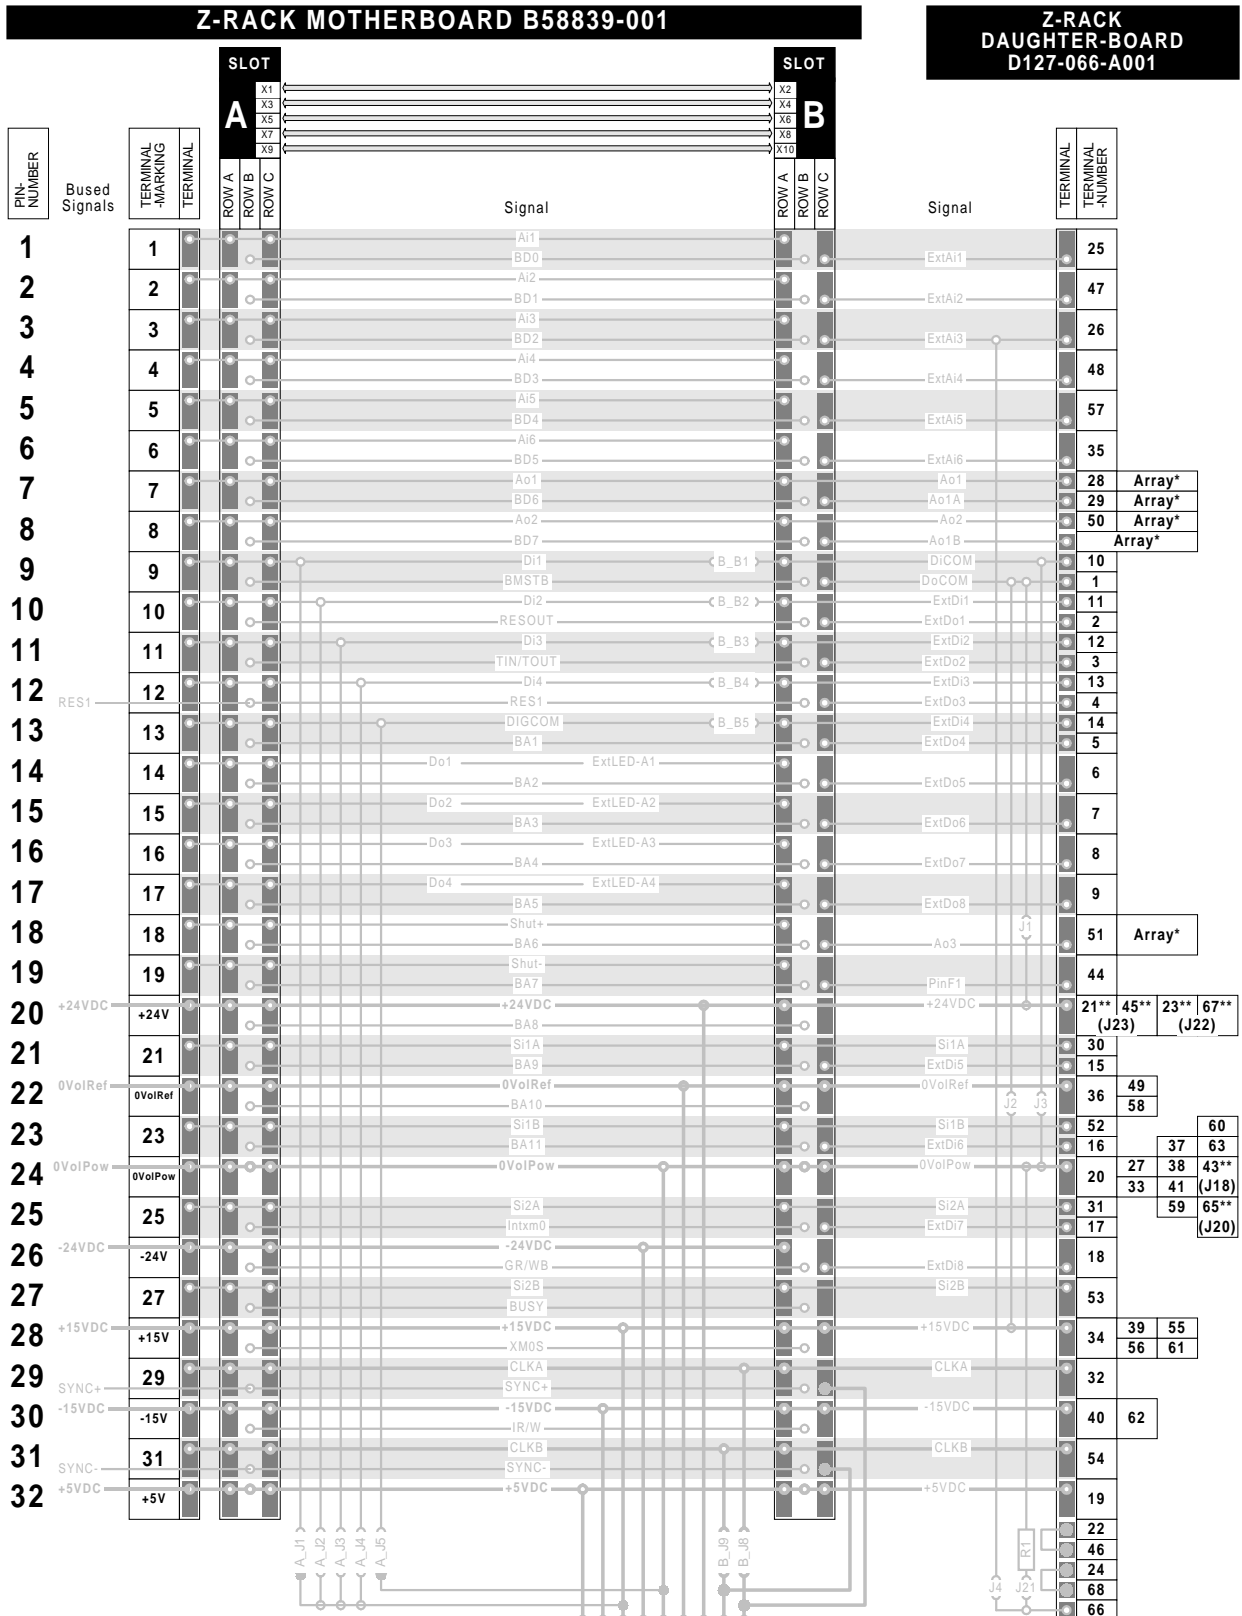 Z-RACK MOTHERBOARD B58839-001
Z-RACK
DAUGHTER-BOARD
D127-066-A001
SLOT A
SLOT B
X1 X2
X3 X4
X5 X6
X7 X8
X9 X10
PIN-NUMBER Bused Signals TERMINAL-MARKING TERMINAL ROW A ROW B ROW C Signal ROW A ROW B ROW C Signal TERMINAL TERMINAL-NUMBER
1 1 Ai1 25
BD0 ExtAi1
2 2 Ai2 47
BD1 ExtAi2
3 3 Ai3 26
BD2 ExtAi3
4 4 Ai4 48
BD3 ExtAi4
5 5 Ai5 57
BD4 ExtAi5
6 6 Ai6 35
BD5 ExtAi6
7 7 Ao1 Ao1 28 Array*
BD6 Ao1A 29 Array*
8 8 Ao2 Ao2 50 Array*
BD7 Ao1B Array*
9 9 Di1 B_B1 DiCOM 10
BMSTB DoCOM 1
10 10 Di2 B_B2 ExtDi1 11
RESOUT ExtDo1 2
11 11 Di3 B_B3 ExtDi2 12
TIN/TOUT ExtDo2 3
12 12 Di4 B_B4 ExtDi3 13
RES1 RES1 ExtDo3 4
13 13 DIGCOM B_B5 ExtDi4 14
BA1 ExtDo4 5
14 14 Do1 ExtLED-A1 6
BA2 ExtDo5
15 15 Do2 ExtLED-A2 7
BA3 ExtDo6
16 16 Do3 ExtLED-A3 8
BA4 ExtDo7
17 17 Do4 ExtLED-A4 9
BA5 ExtDo8
18 18 Shut+ J1 51 Array*
BA6 Ao3
19 19 Shut- 44
BA7 PinF1
20 +24VDC +24V +24VDC +24VDC 21** 45** 23** 67**
BA8 (J23) (J22)
21 21 Si1A Si1A 30
BA9 ExtDi5 15
22 0VolRef 0VolRef 0VolRef 0VolRef 36 49
BA10 J2 J3 58
23 23 Si1B Si1B 52 60
BA11 ExtDi6 16 37 63
24 0VolPow 0VolPow 0VolPow 0VolPow 20 27 38 43**
33 41 (J18)
25 25 Si2A Si2A 31 59 65**
Intxm0 ExtDi7 17 (J20)
26 -24VDC -24V -24VDC 18
GR/WB ExtDi8
27 27 Si2B Si2B 53
BUSY
28 +15VDC +15V +15VDC +15VDC 34 39 55
XM0S 56 61
29 29 CLKA CLKA 32
SYNC+ SYNC+
30 -15VDC -15V -15VDC -15VDC 40 62
IR/W
31 31 CLKB CLKB 54
SYNC- SYNC-
32 +5VDC +5V +5VDC +5VDC 19
22
A_J1 A_J2 A_J3 A_J4 A_J5 B_J9 B_J8 R1 46
24
J4 J21 68
66